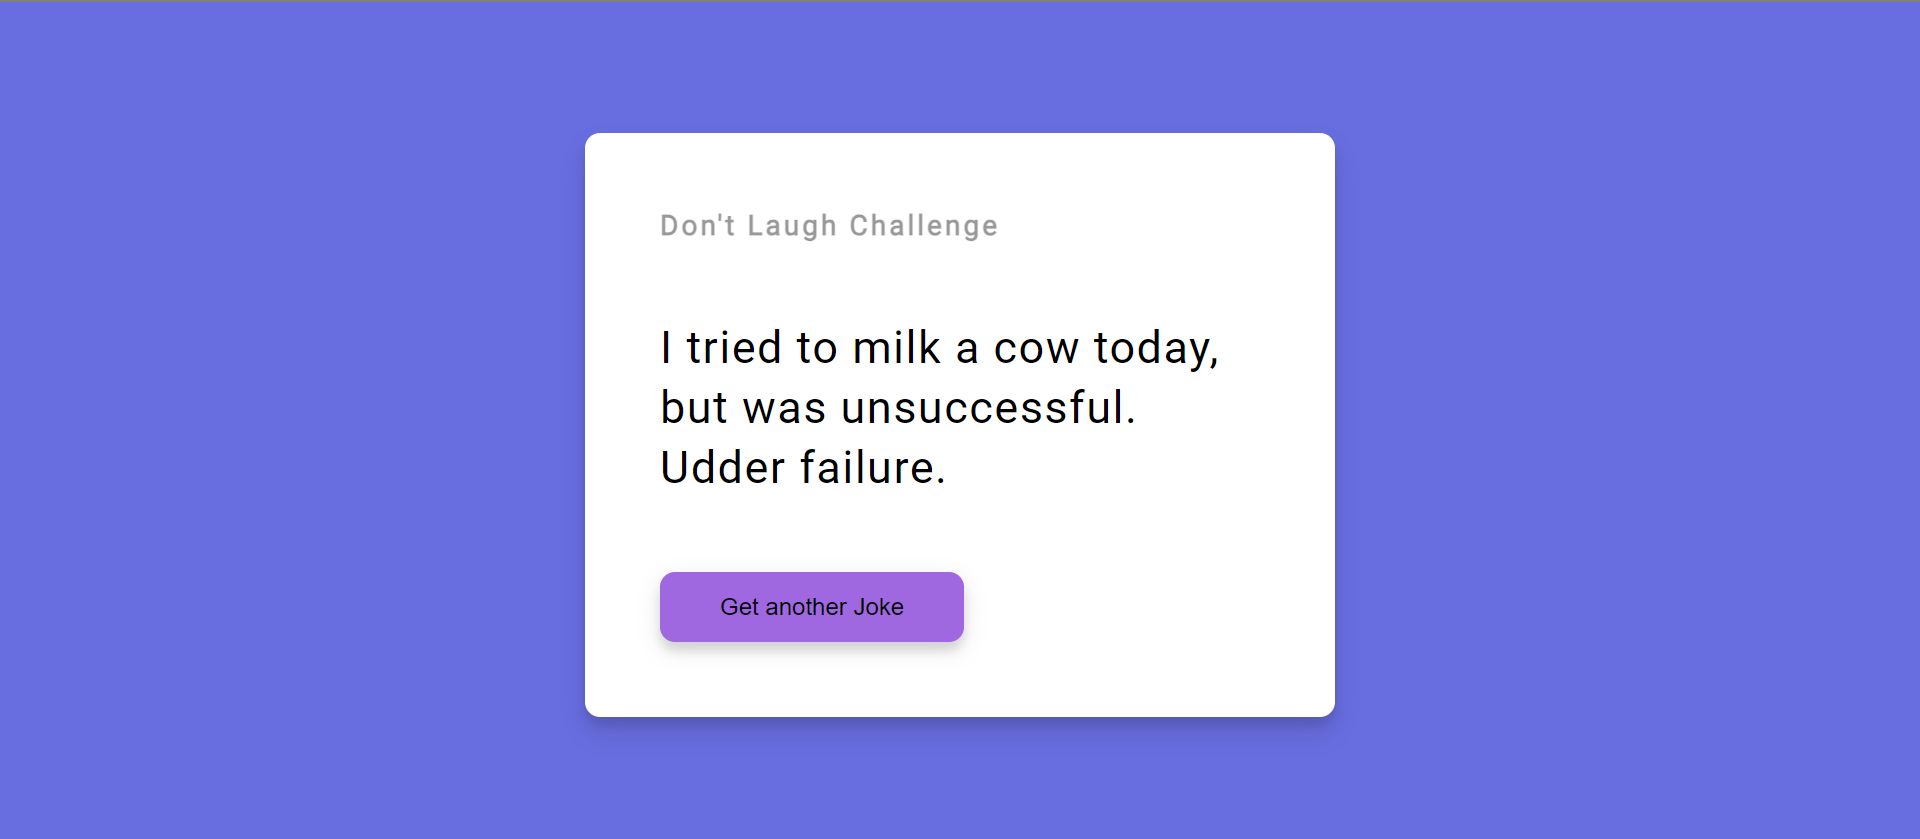 Don't Laugh Challenge
I tried to milk a cow today,
but was unsuccessful.
Udder failure.
Get another Joke